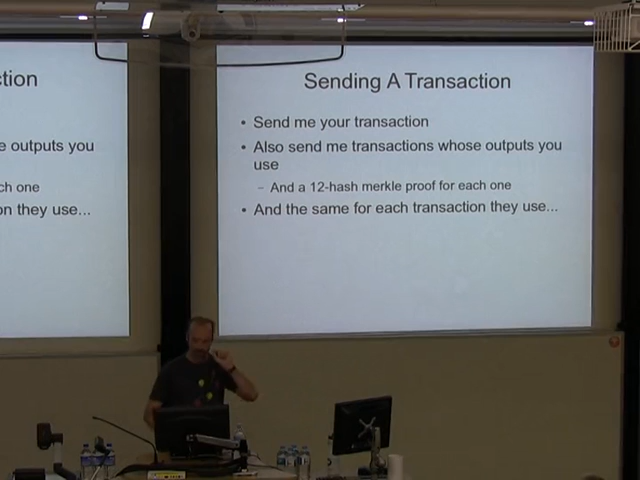 ction
e outputs you
ch one
on they use...
Sending A Transaction
• Send me your transaction
• Also send me transactions whose outputs you
use
– And a 12-hash merkle proof for each one
• And the same for each transaction they use...